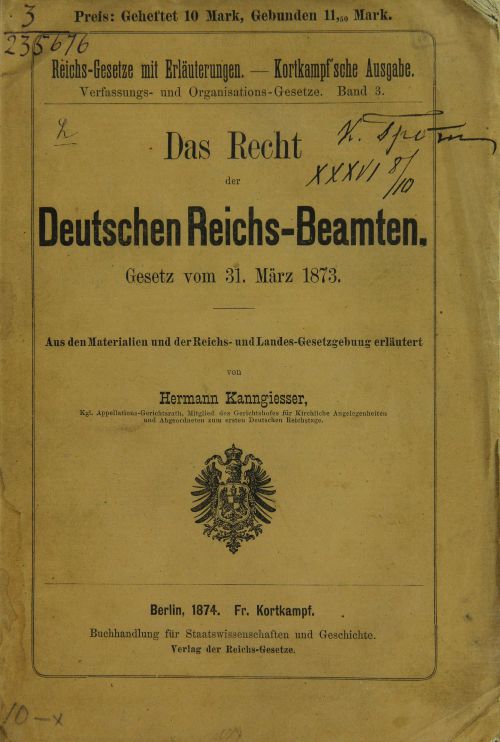 3
Preis: Geheftet 10 Mark, Gebunden 11,50 Mark.
235676
Reichs-Gesetze mit Erläuterungen. — Kortkampf'sche Ausgabe.
Verfassungs- und Organisations-Gesetze. Band 3.
Das Recht
der
XXXVI 8/10
Deutschen Reichs-Beamten.
Gesetz vom 31. März 1873.
Aus den Materialien und der Reichs- und Landes-Gesetzgebung erläutert
von
Hermann Kanngiesser,
Kgl. Appellations-Gerichtsrath, Mitglied des Gerichtshofes für Kirchliche Angelegenheiten
und Abgeordneten zum ersten Deutschen Reichstage.
Berlin, 1874. Fr. Kortkampf.
Buchhandlung für Staatswissenschaften und Geschichte.
Verlag der Reichs-Gesetze.
10-x